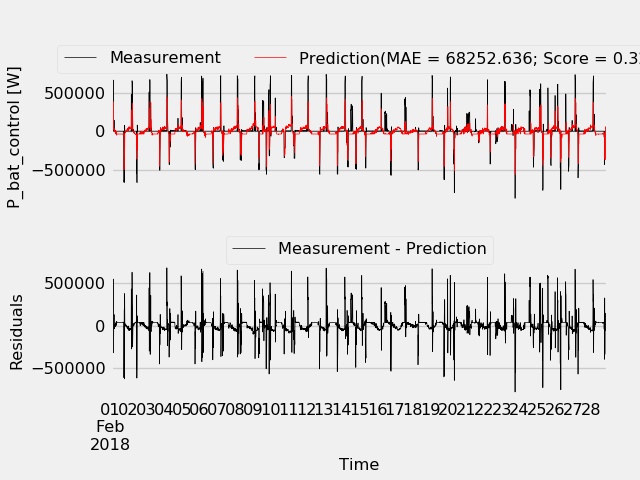 Measurement Prediction(MAE = 68252.636; Score = 0.3
P_bat_control [W]
500000
0
−500000
Measurement - Prediction
Residuals
500000
0
−500000
01020304050607080910111213141516171819202122232425262728
Feb
2018
Time